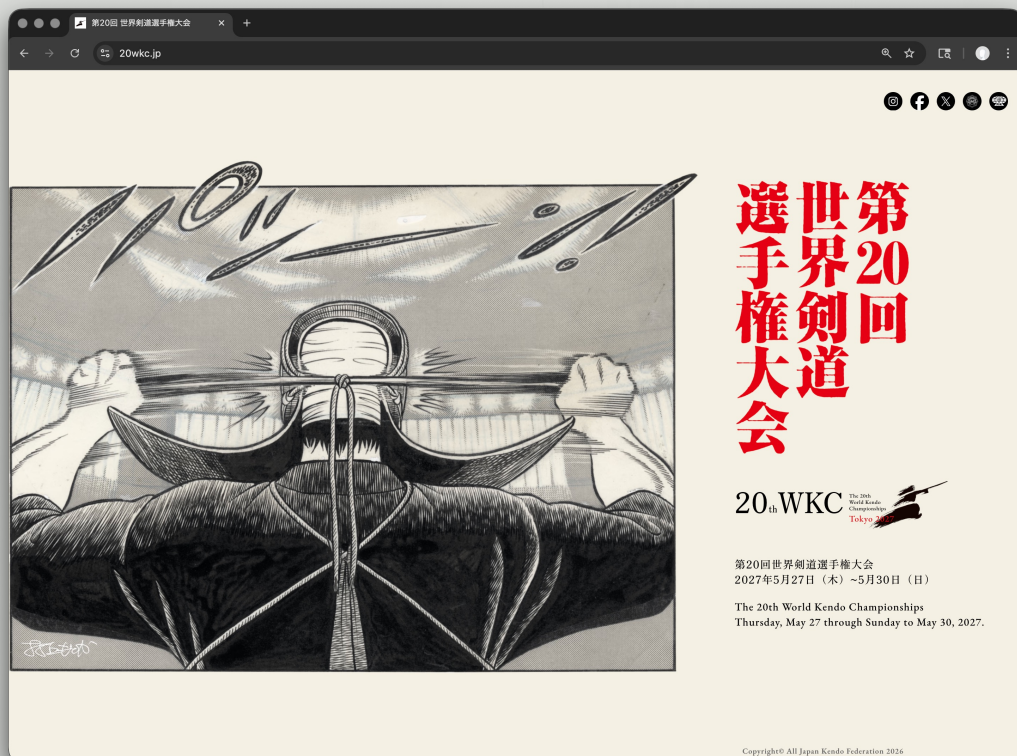 第20回 世界剣道選手権大会
20wkc.jp
パシーン!
第20回
世界剣道
選手権大会
20th WKC
The 20th
World Kendo
Championships
Tokyo 2027
第20回世界剣道選手権大会
2027年5月27日（木）~5月30日（日）
The 20th World Kendo Championships
Thursday, May 27 through Sunday to May 30, 2027.
Copyright© All Japan Kendo Federation 2026